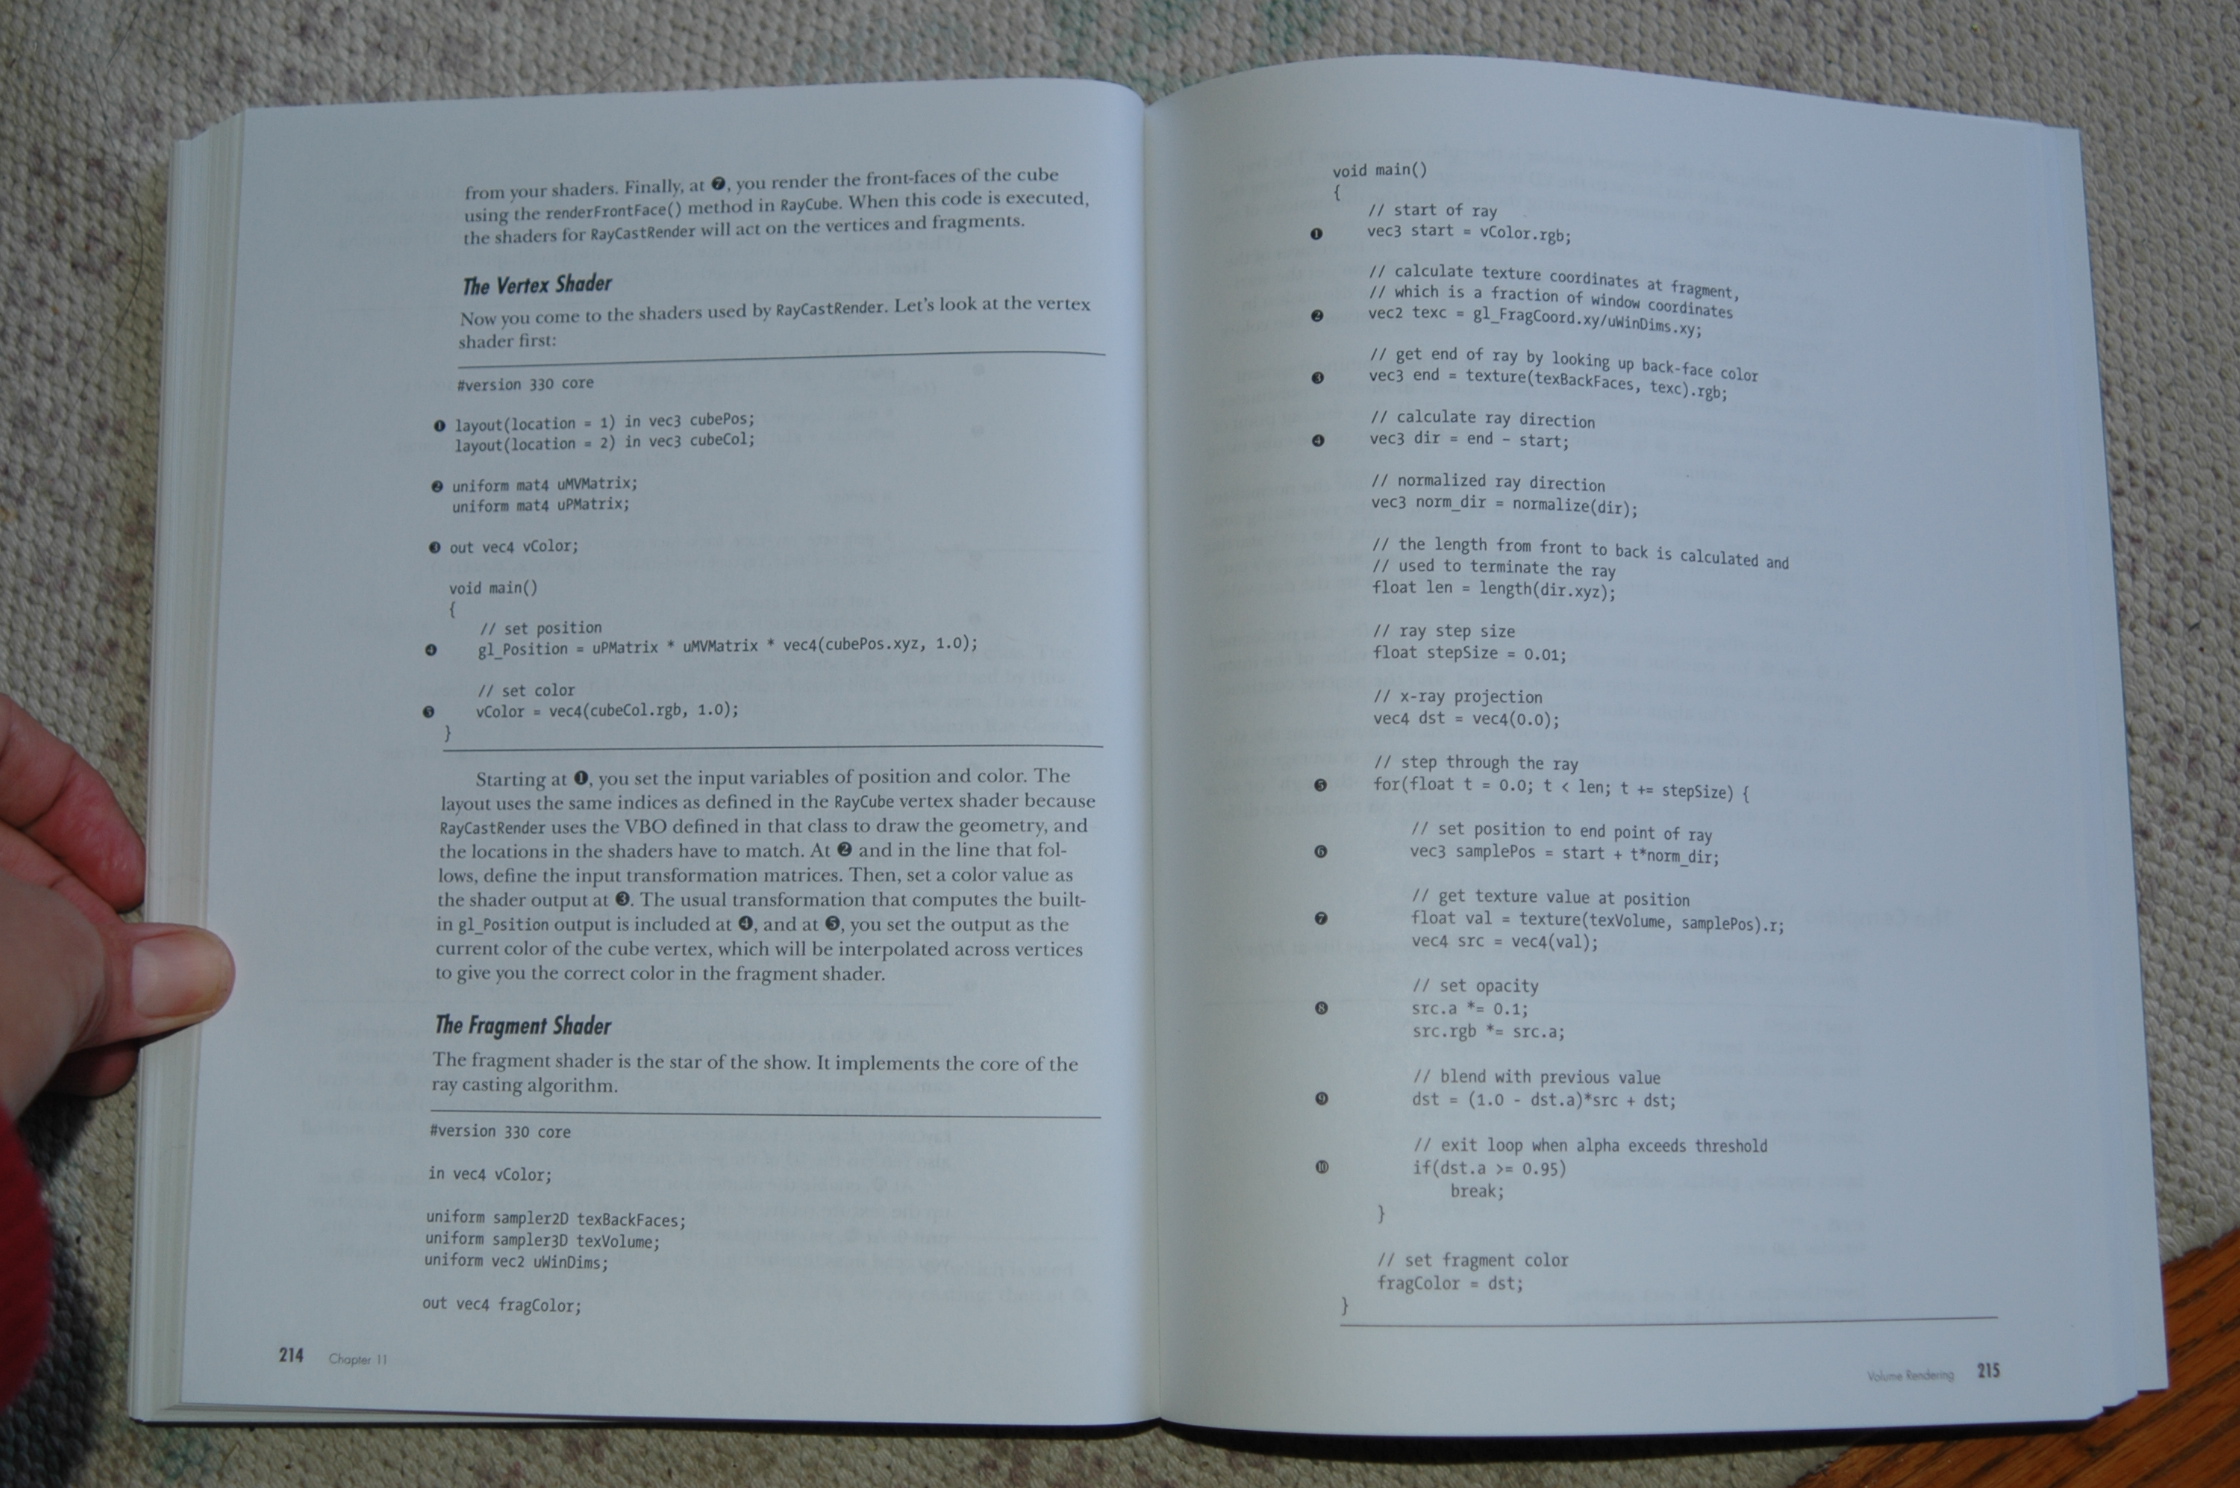 from your shaders. Finally, at ❼, you render the front-faces of the cube
using the renderFrontFace() method in RayCube. When this code is executed,
the shaders for RayCastRender will act on the vertices and fragments.
The Vertex Shader
Now you come to the shaders used by RayCastRender. Let's look at the vertex
shader first:
#version 330 core
❶ layout(location = 1) in vec3 cubePos;
layout(location = 2) in vec3 cubeCol;
❷ uniform mat4 uMVMatrix;
uniform mat4 uPMatrix;
❸ out vec4 vColor;
void main()
{
// set position
❹ gl_Position = uPMatrix * uMVMatrix * vec4(cubePos.xyz, 1.0);
// set color
❺ vColor = vec4(cubeCol.rgb, 1.0);
}
Starting at ❶, you set the input variables of position and color. The
layout uses the same indices as defined in the RayCube vertex shader because
RayCastRender uses the VBO defined in that class to draw the geometry, and
the locations in the shaders have to match. At ❷ and in the line that fol-
lows, define the input transformation matrices. Then, set a color value as
the shader output at ❸. The usual transformation that computes the built-
in gl_Position output is included at ❹, and at ❺, you set the output as the
current color of the cube vertex, which will be interpolated across vertices
to give you the correct color in the fragment shader.
The Fragment Shader
The fragment shader is the star of the show. It implements the core of the
ray casting algorithm.
#version 330 core
in vec4 vColor;
uniform sampler2D texBackFaces;
uniform sampler3D texVolume;
uniform vec2 uWinDims;
out vec4 fragColor;
214 Chapter 11
void main()
{
// start of ray
❶ vec3 start = vColor.rgb;
// calculate texture coordinates at fragment,
// which is a fraction of window coordinates
❷ vec2 texc = gl_FragCoord.xy/uWinDims.xy;
// get end of ray by looking up back-face color
❸ vec3 end = texture(texBackFaces, texc).rgb;
// calculate ray direction
❹ vec3 dir = end - start;
// normalized ray direction
vec3 norm_dir = normalize(dir);
// the length from front to back is calculated and
// used to terminate the ray
float len = length(dir.xyz);
// ray step size
float stepSize = 0.01;
// x-ray projection
vec4 dst = vec4(0.0);
// step through the ray
❺ for(float t = 0.0; t < len; t += stepSize) {
// set position to end point of ray
❻ vec3 samplePos = start + t*norm_dir;
// get texture value at position
❼ float val = texture(texVolume, samplePos).r;
vec4 src = vec4(val);
// set opacity
❽ src.a *= 0.1;
src.rgb *= src.a;
// blend with previous value
❾ dst = (1.0 - dst.a)*src + dst;
// exit loop when alpha exceeds threshold
❿ if(dst.a >= 0.95)
break;
}
// set fragment color
fragColor = dst;
}
Volume Rendering 215